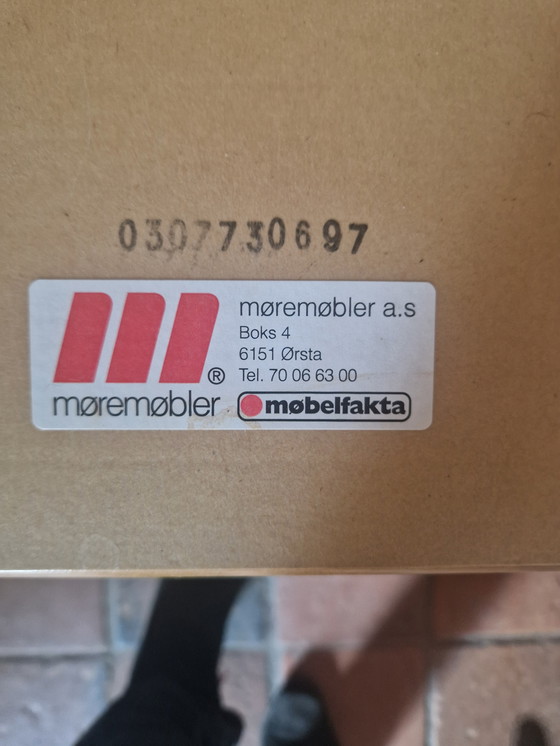 0307730697
møremøbler a.s
Boks 4
6151 Ørsta
Tel. 70 06 63 00
®
møremøbler
møbelfakta